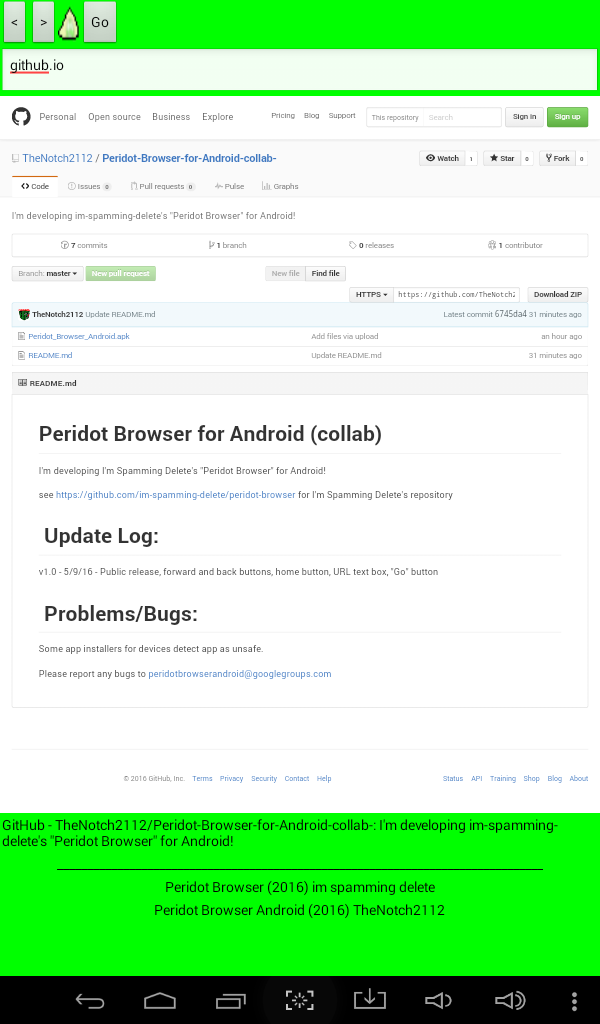 < > Go
github.io
Personal Open source Business Explore Pricing Blog Support This repository Search Sign in Sign up
TheNotch2112 / Peridot-Browser-for-Android-collab- Watch 1 Star 0 Fork 0
Code Issues 0 Pull requests 0 Pulse Graphs
I'm developing im-spamming-delete's "Peridot Browser" for Android!
7 commits 1 branch 0 releases 1 contributor
Branch: master New pull request New file Find file
HTTPS https://github.com/TheNotch2 Download ZIP
TheNotch2112 Update README.md Latest commit 6745da4 31 minutes ago
Peridot_Browser_Android.apk Add files via upload an hour ago
README.md Update README.md 31 minutes ago
README.md
Peridot Browser for Android (collab)
I'm developing I'm Spamming Delete's "Peridot Browser" for Android!
see https://github.com/im-spamming-delete/peridot-browser for I'm Spamming Delete's repository
Update Log:
v1.0 - 5/9/16 - Public release, forward and back buttons, home button, URL text box, "Go" button
Problems/Bugs:
Some app installers for devices detect app as unsafe.
Please report any bugs to peridotbrowserandroid@googlegroups.com
© 2016 GitHub, Inc. Terms Privacy Security Contact Help Status API Training Shop Blog About
GitHub - TheNotch2112/Peridot-Browser-for-Android-collab-: I'm developing im-spamming-
delete's "Peridot Browser" for Android!
Peridot Browser (2016) im spamming delete
Peridot Browser Android (2016) TheNotch2112